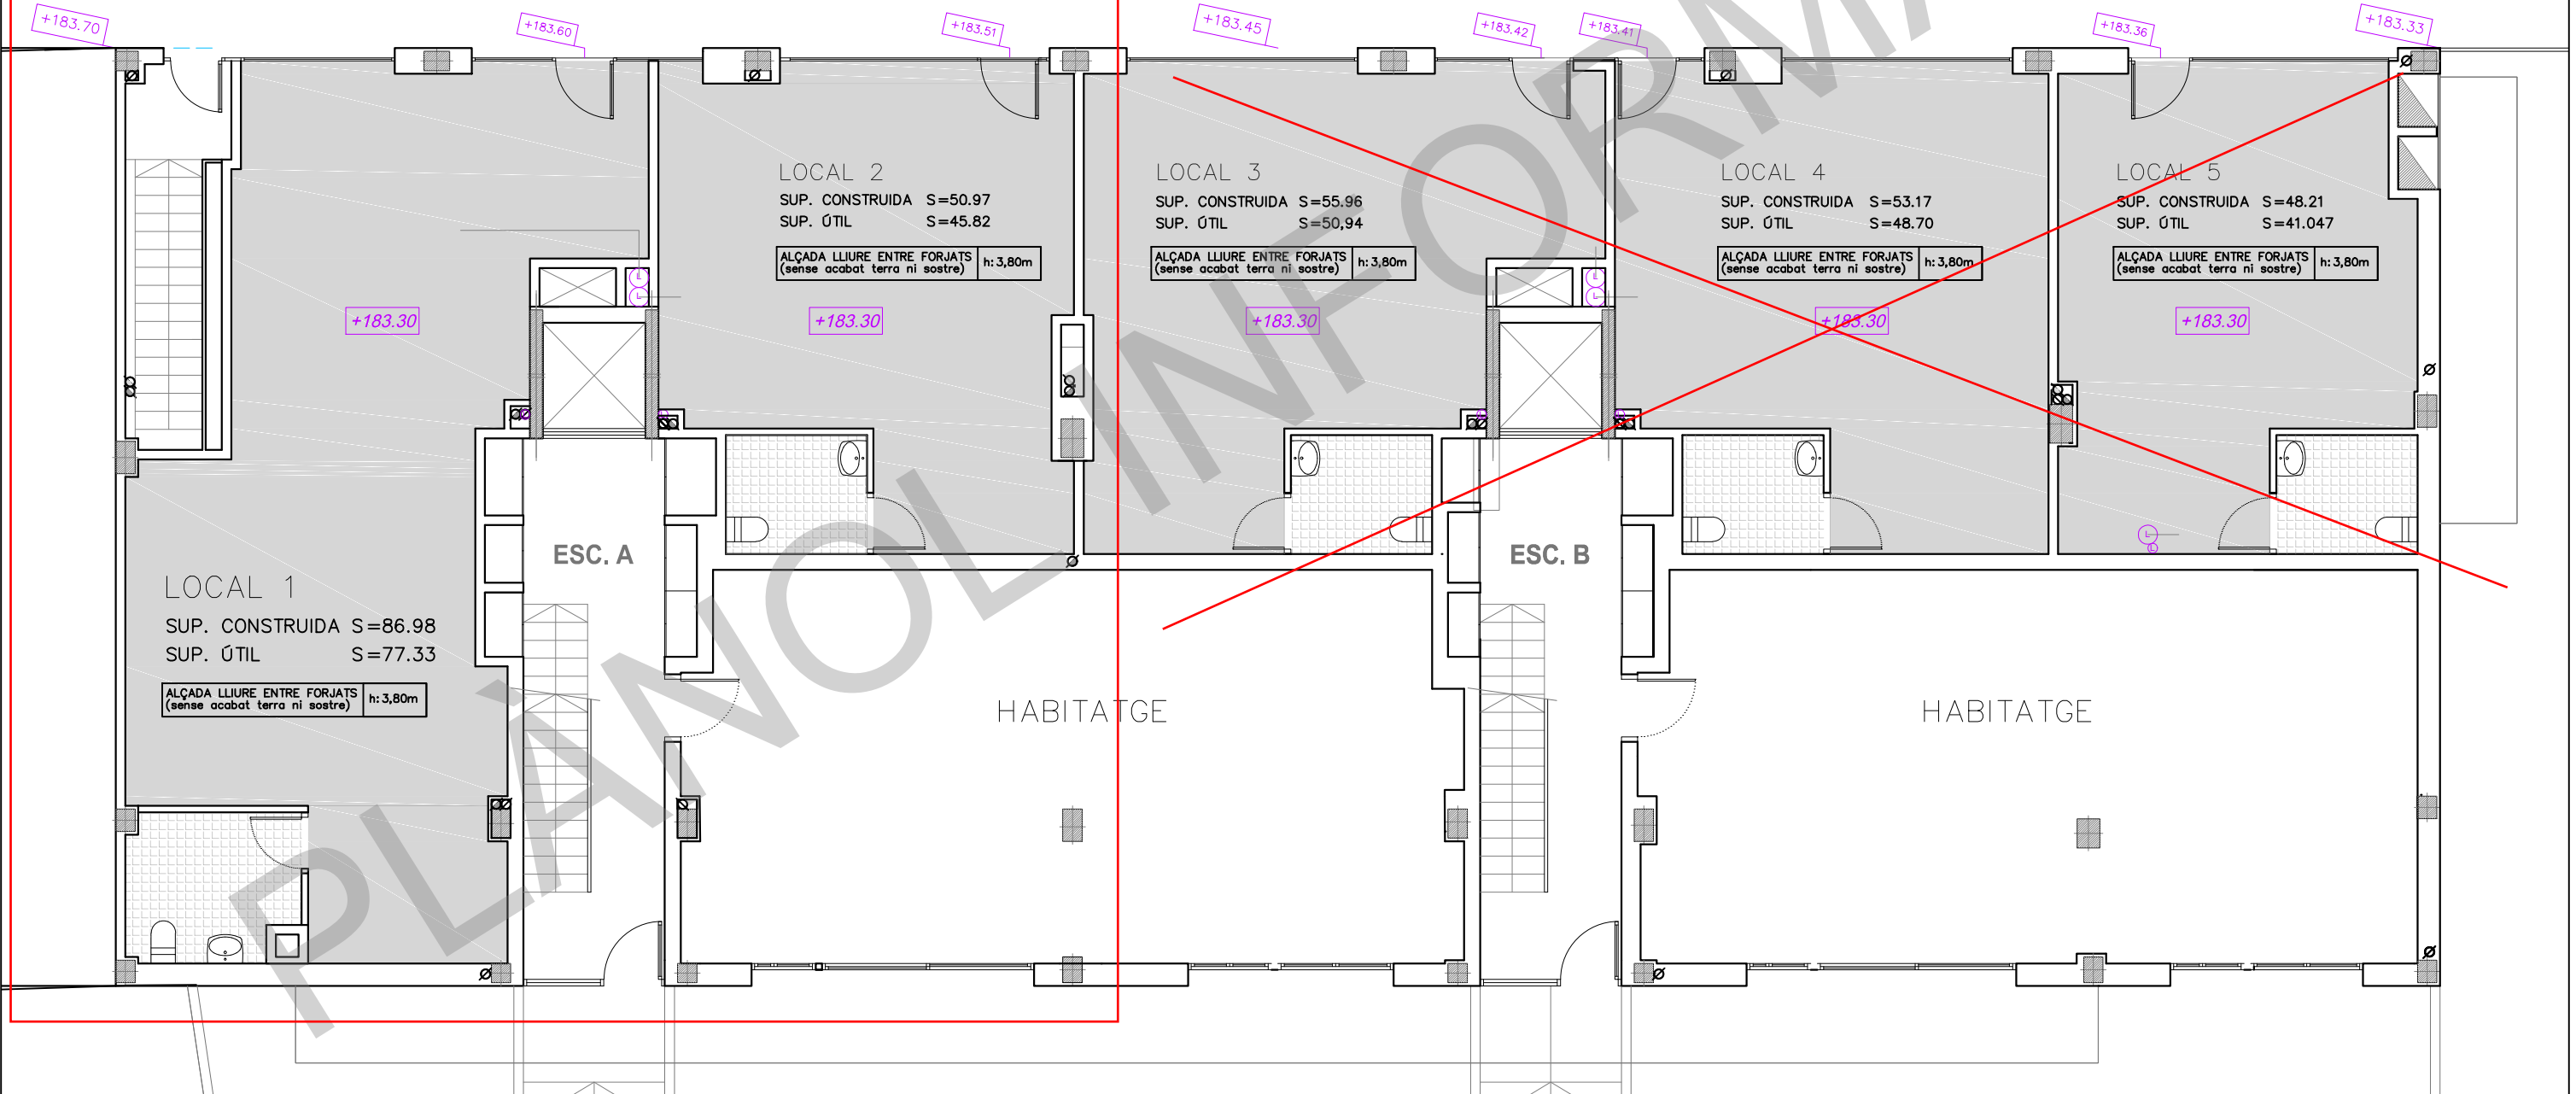 +183.70
+183.60
+183.51
+183.45
+183.42
+183.41
+183.36
+183.33
LOCAL 2
SUP. CONSTRUIDA S=50.97
SUP. ÚTIL S=45.82
ALÇADA LLIURE ENTRE FORJATS
(sense acabat terra ni sostre)
h: 3,80m
+183.30
LOCAL 3
SUP. CONSTRUIDA S=55.96
SUP. ÚTIL S=50,94
ALÇADA LLIURE ENTRE FORJATS
(sense acabat terra ni sostre)
h: 3,80m
+183.30
LOCAL 4
SUP. CONSTRUIDA S=53.17
SUP. ÚTIL S=48.70
ALÇADA LLIURE ENTRE FORJATS
(sense acabat terra ni sostre)
h: 3,80m
+183.30
LOCAL 5
SUP. CONSTRUIDA S=48.21
SUP. ÚTIL S=41.047
ALÇADA LLIURE ENTRE FORJATS
(sense acabat terra ni sostre)
h: 3,80m
+183.30
+183.30
LOCAL 1
SUP. CONSTRUIDA S=86.98
SUP. ÚTIL S=77.33
ALÇADA LLIURE ENTRE FORJATS
(sense acabat terra ni sostre)
h: 3,80m
ESC. A
ESC. B
HABITATGE
HABITATGE
PLÀNOL INFORMA